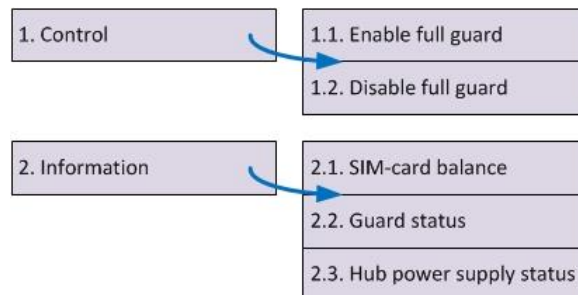 1. Control
1.1. Enable full guard
1.2. Disable full guard
2. Information
2.1. SIM-card balance
2.2. Guard status
2.3. Hub power supply status